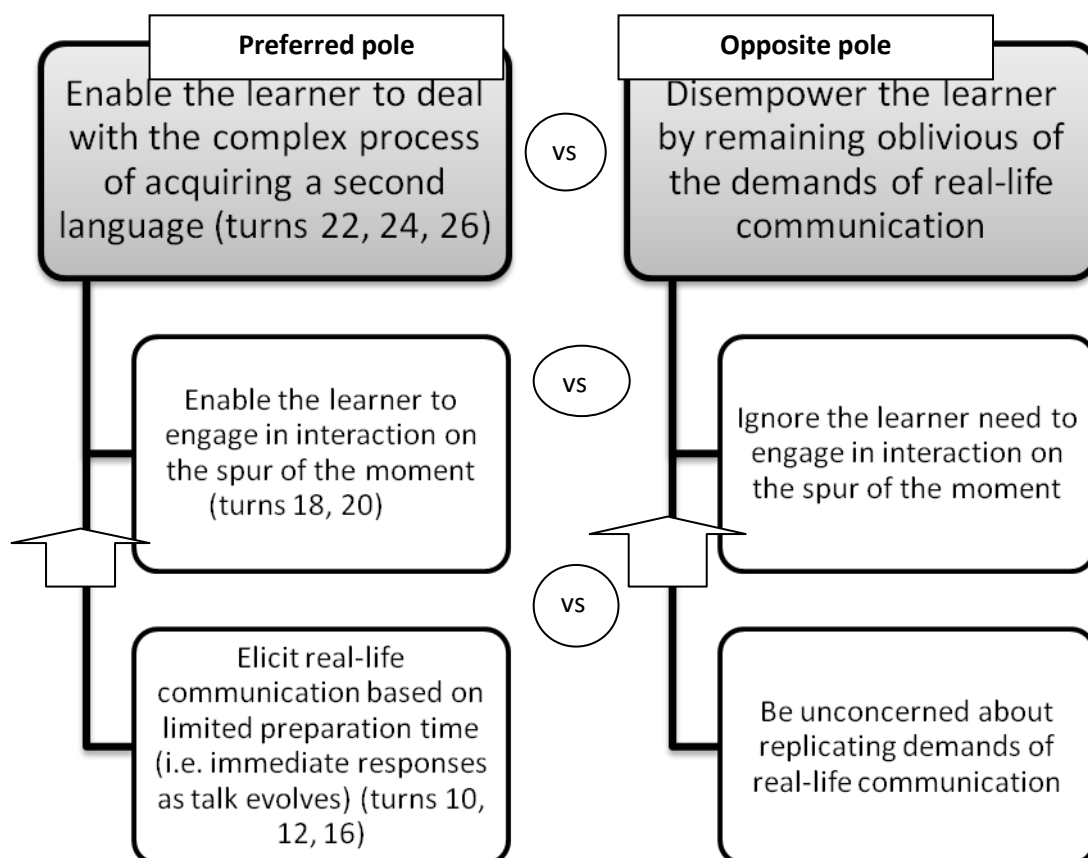 Preferred pole
Opposite pole
Enable the learner to deal
with the complex process
of acquiring a second
language (turns 22, 24, 26)
vs
Disempower the learner
by remaining oblivious of
the demands of real-life
communication
Enable the learner to
engage in interaction on
the spur of the moment
(turns 18, 20)
vs
Ignore the learner need to
engage in interaction on
the spur of the moment
Elicit real-life
communication based on
limited preparation time
(i.e. immediate responses
as talk evolves) (turns 10,
12, 16)
vs
Be unconcerned about
replicating demands of
real-life communication